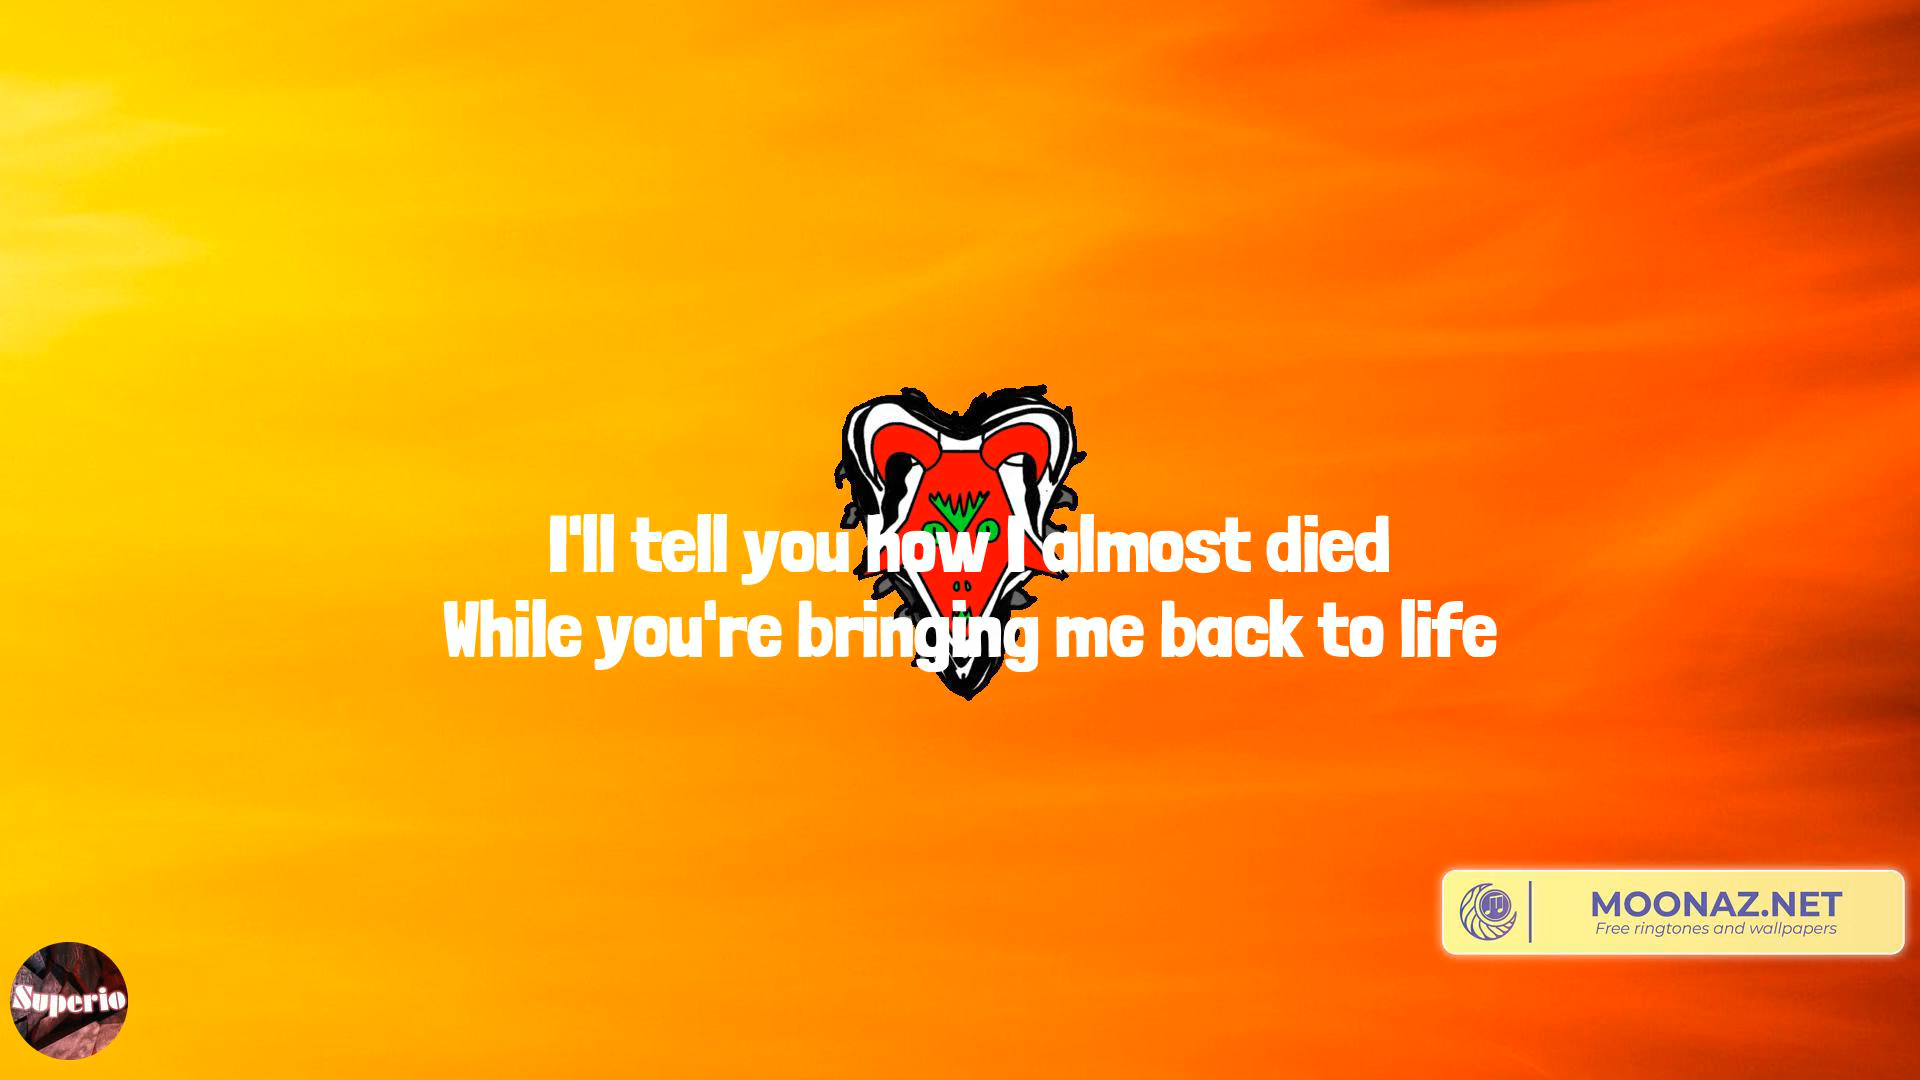 I'll tell you how I almost died
While you're bringing me back to life
MOONAZ.NET
Free ringtones and wallpapers
Superio